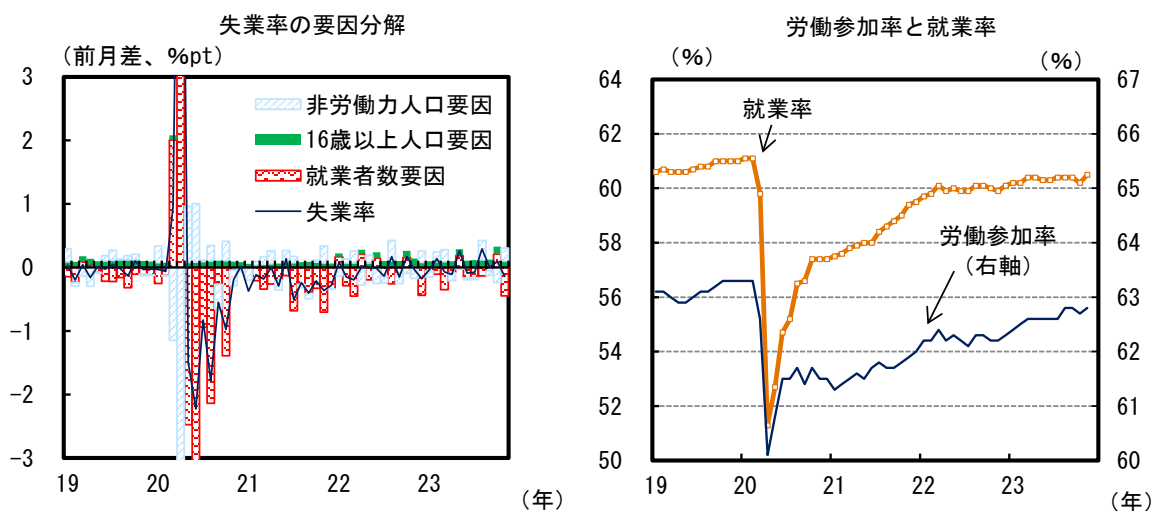 失業率の要因分解
（前月差、%pt）
3
2
1
0
-1
-2
-3
非労働力人口要因
16歳以上人口要因
就業者数要因
失業率
19
20
21
22
23
（年）
労働参加率と就業率
（%）
（%）
64
62
60
58
56
54
52
50
67
66
65
64
63
62
61
60
就業率
労働参加率
（右軸）
19
20
21
22
23
（年）